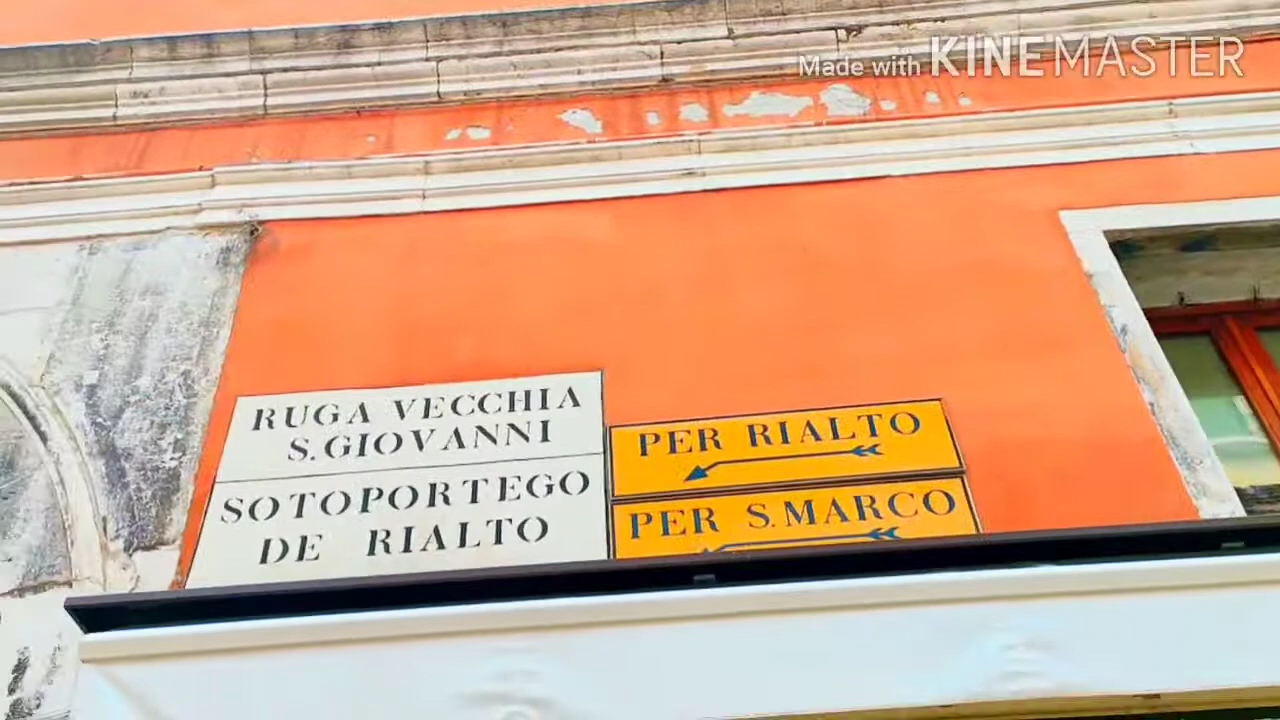 Made with KINEMASTER
RUGA VECCHIA
S. GIOVANNI
SOTOPORTEGO
DE RIALTO
PER RIALTO
PER S. MARCO